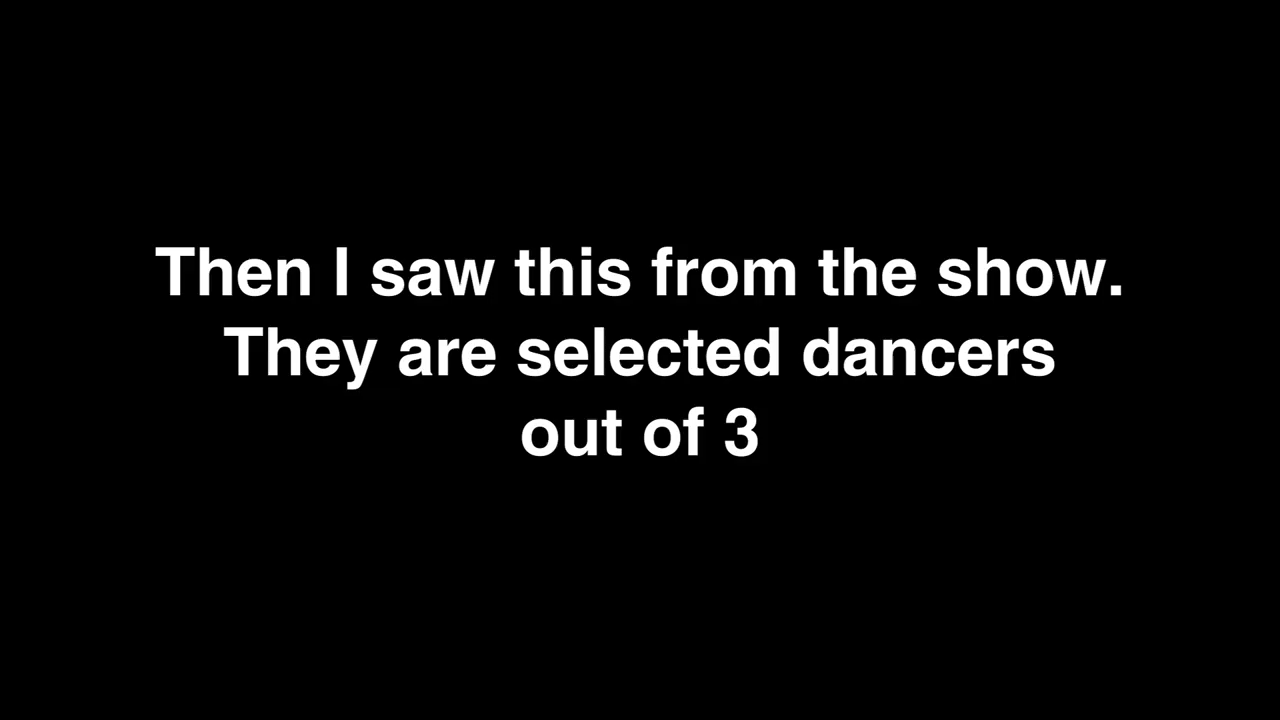 Then I saw this from the show.
They are selected dancers
out of 3